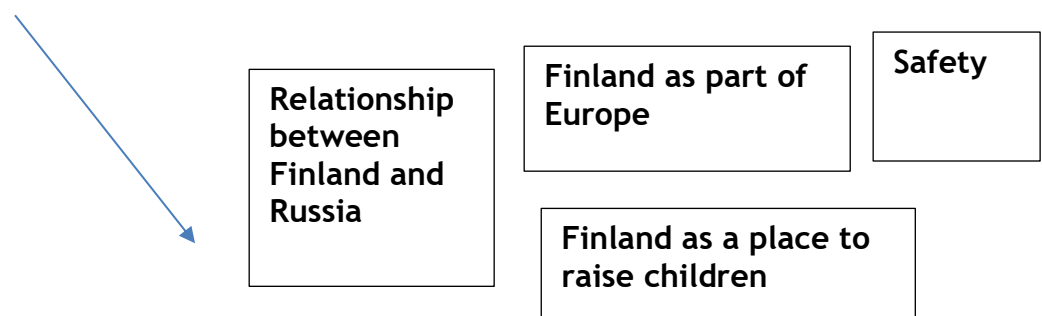 Relationship
between
Finland and
Russia
Finland as part of
Europe
Safety
Finland as a place to
raise children